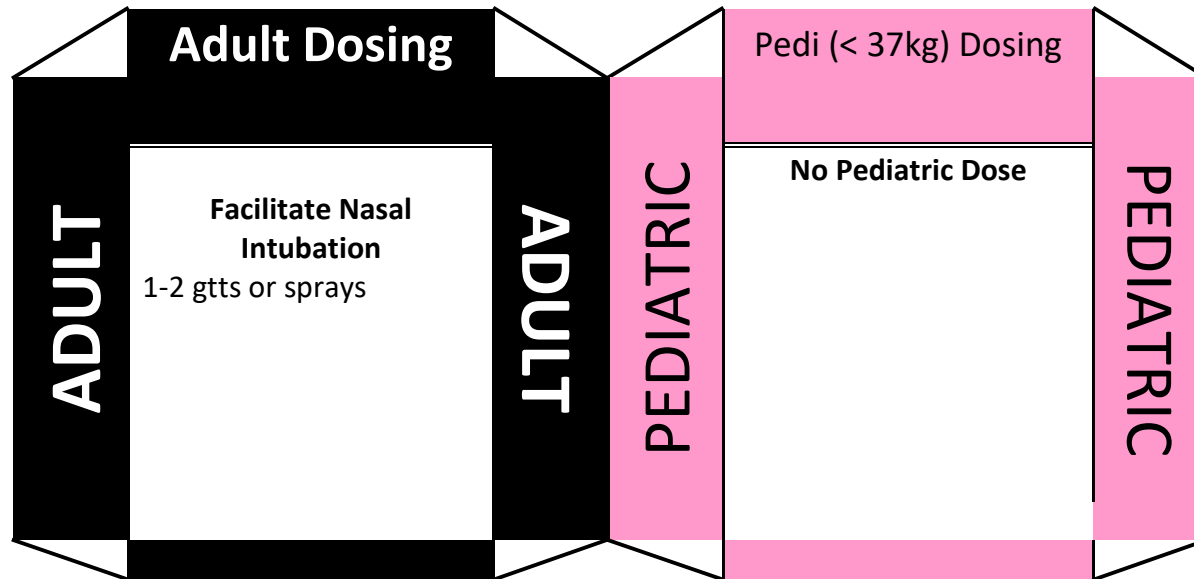 Adult Dosing
ADULT
Facilitate Nasal
Intubation
1-2 gtts or sprays
ADULT
Pedi (< 37kg) Dosing
PEDIATRIC
No Pediatric Dose
PEDIATRIC